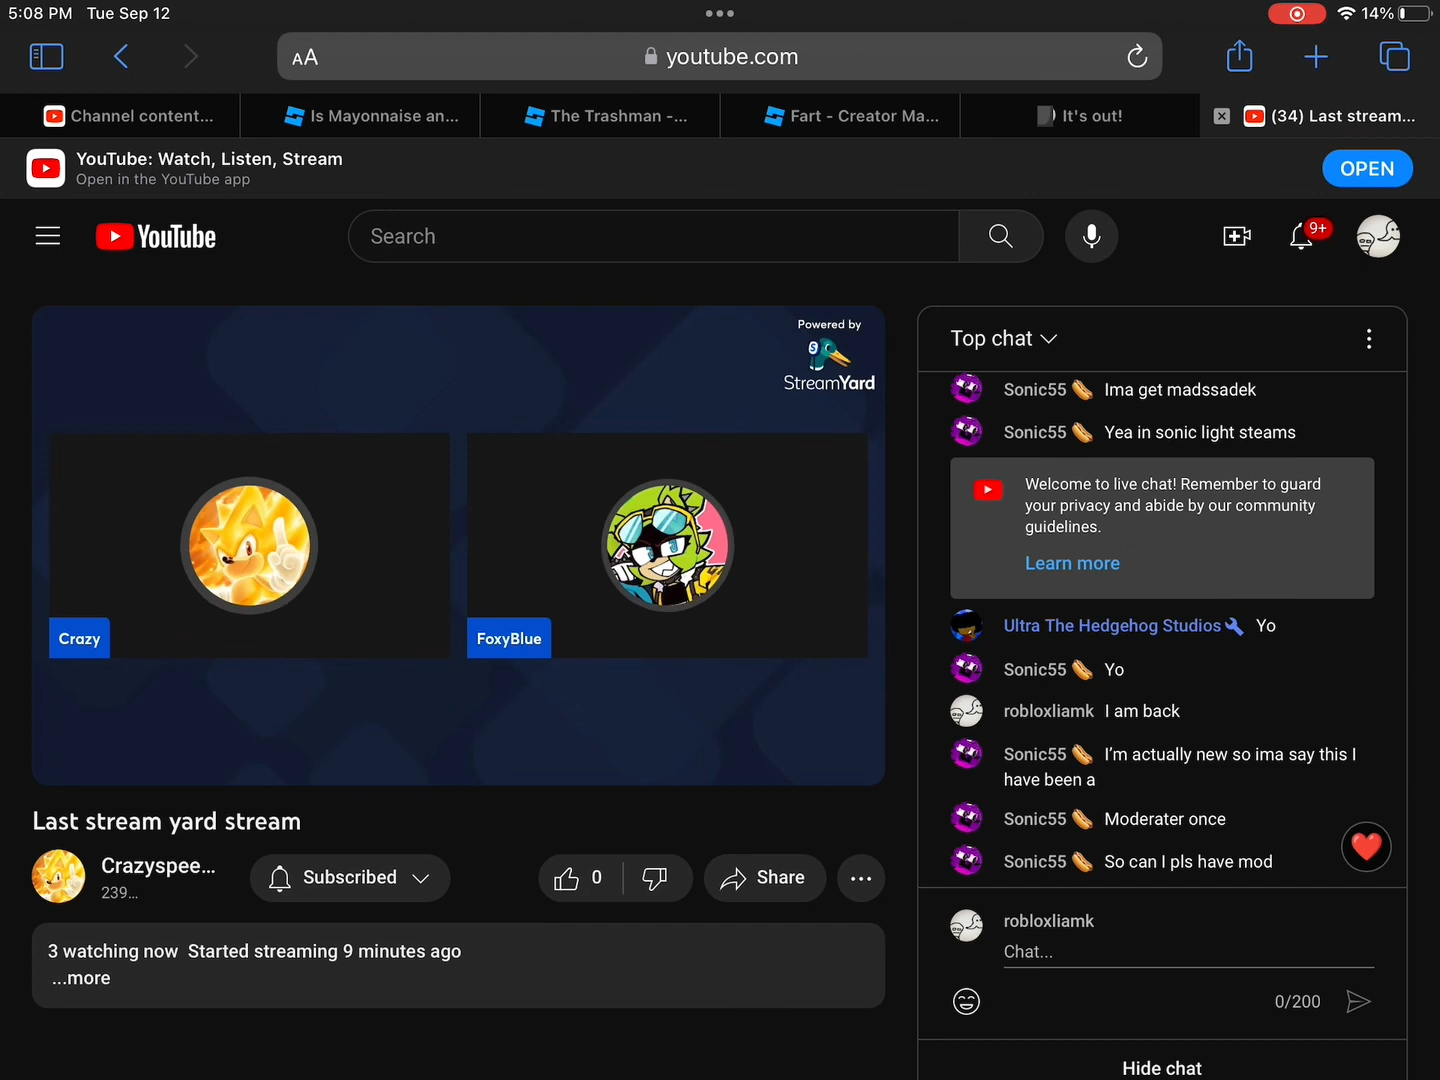 5:08 PM Tue Sep 12
14%
AA
youtube.com
Channel content...
Is Mayonnaise an...
The Trashman -...
Fart - Creator Ma...
It's out!
(34) Last stream...
YouTube: Watch, Listen, Stream
Open in the YouTube app
OPEN
YouTube
Search
9+
Powered by
StreamYard
Crazy
FoxyBlue
Last stream yard stream
Crazyspee...
239...
Subscribed
0
Share
3 watching now Started streaming 9 minutes ago
...more
Top chat
Sonic55 Ima get madssadek
Sonic55 Yea in sonic light steams
Welcome to live chat! Remember to guard
your privacy and abide by our community
guidelines.
Learn more
Ultra The Hedgehog Studios Yo
Sonic55 Yo
robloxliamk I am back
Sonic55 I'm actually new so ima say this I
have been a
Sonic55 Moderater once
Sonic55 So can I pls have mod
robloxliamk
Chat...
0/200
Hide chat